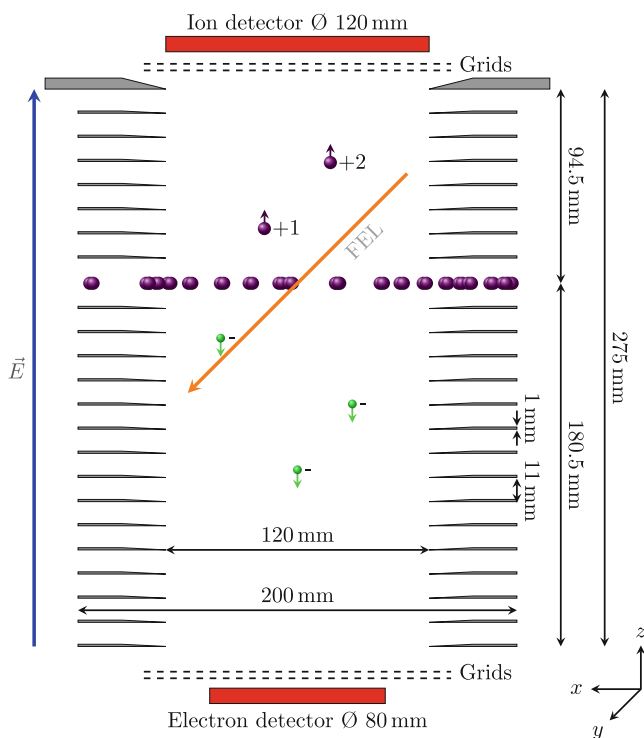 Ion detector Ø 120 mm
Grids
+2
+1
FEL
94.5 mm
E
275 mm
180.5 mm
-
-
-
1 mm
11 mm
120 mm
200 mm
Grids
Electron detector Ø 80 mm
z
x
y